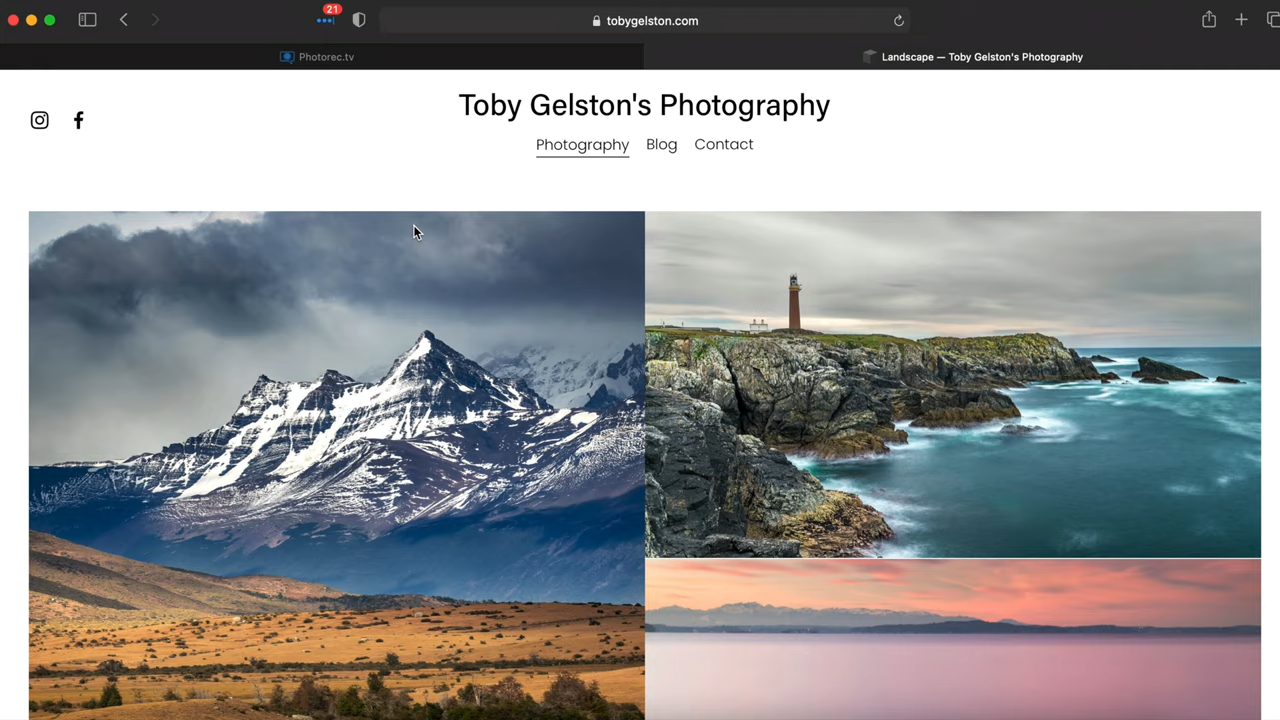 21
tobygelston.com
Photorec.tv
Landscape — Toby Gelston's Photography
Toby Gelston's Photography
Photography Blog Contact